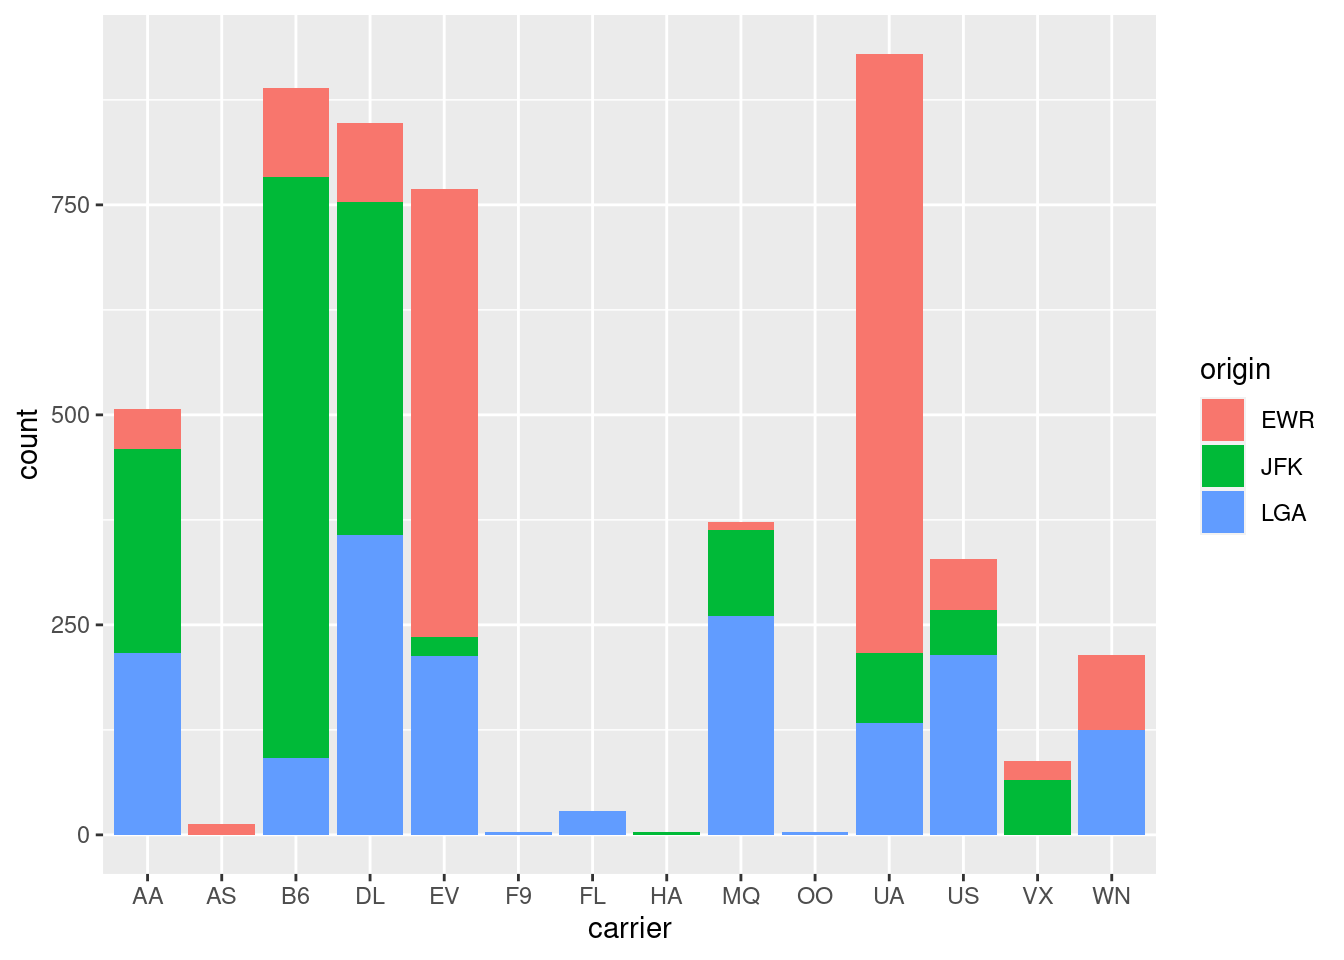 750
500
250
0
count
AA AS B6 DL EV F9 FL HA MQ OO UA US VX WN
carrier
origin
EWR
JFK
LGA